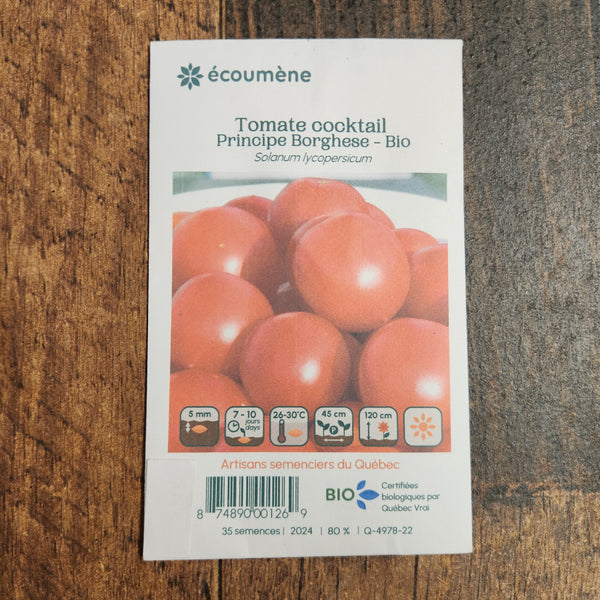 écoumène
Tomate cocktail
Principe Borghese - Bio
Solanum lycopersicum
5 mm
7 - 10
jours
days
26-30°C
45 cm
120 cm
Artisans semenciers du Québec
8 74890 00126 9
BIO
Certifiées
biologiques par
Québec Vrai
35 semences | 2024 | 80 % | Q-4978-22